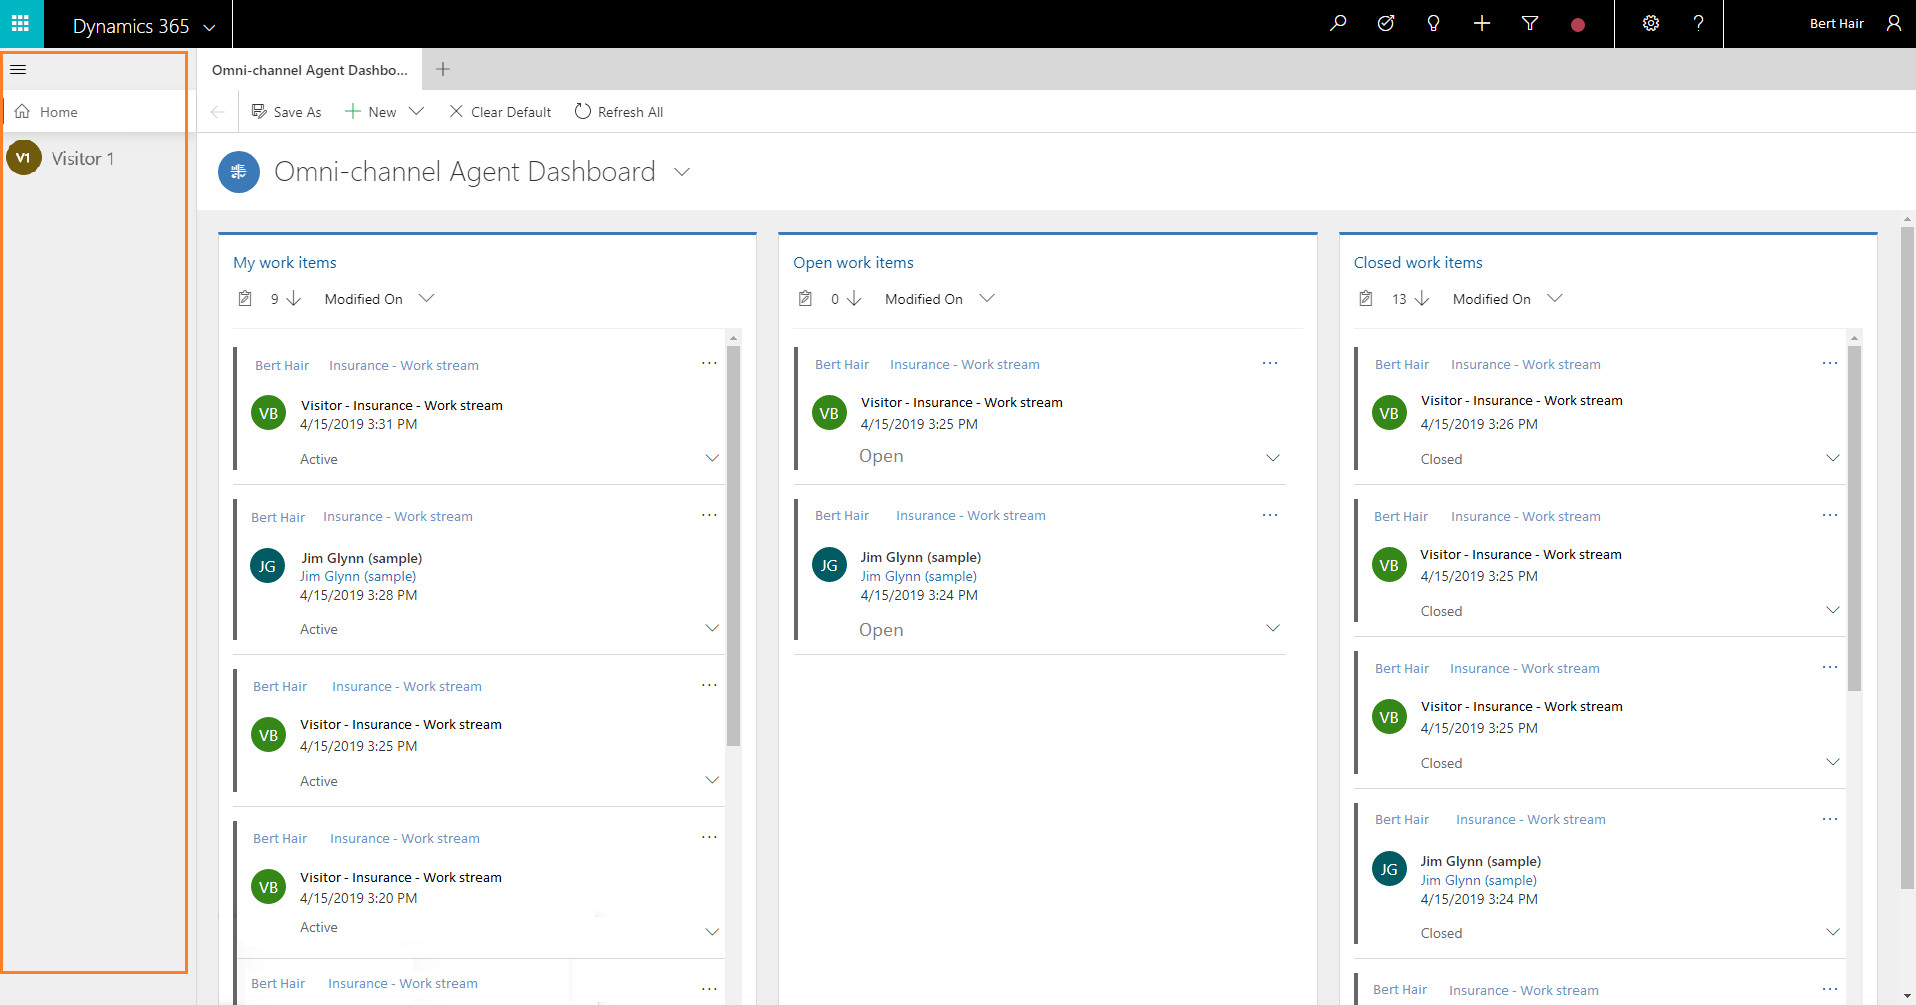 Dynamics 365
Bert Hair
Home
V1 Visitor 1
Omni-channel Agent Dashbo...
Save As New Clear Default Refresh All
Omni-channel Agent Dashboard
My work items
9 Modified On
Bert Hair Insurance - Work stream
VB
Visitor - Insurance - Work stream
4/15/2019 3:31 PM
Active
Bert Hair Insurance - Work stream
JG
Jim Glynn (sample)
Jim Glynn (sample)
4/15/2019 3:28 PM
Active
Bert Hair Insurance - Work stream
VB
Visitor - Insurance - Work stream
4/15/2019 3:25 PM
Active
Bert Hair Insurance - Work stream
VB
Visitor - Insurance - Work stream
4/15/2019 3:20 PM
Active
Bert Hair Insurance - Work stream
Open work items
0 Modified On
Bert Hair Insurance - Work stream
VB
Visitor - Insurance - Work stream
4/15/2019 3:25 PM
Open
Bert Hair Insurance - Work stream
JG
Jim Glynn (sample)
Jim Glynn (sample)
4/15/2019 3:24 PM
Open
Closed work items
13 Modified On
Bert Hair Insurance - Work stream
VB
Visitor - Insurance - Work stream
4/15/2019 3:26 PM
Closed
Bert Hair Insurance - Work stream
VB
Visitor - Insurance - Work stream
4/15/2019 3:25 PM
Closed
Bert Hair Insurance - Work stream
VB
Visitor - Insurance - Work stream
4/15/2019 3:25 PM
Closed
Bert Hair Insurance - Work stream
JG
Jim Glynn (sample)
Jim Glynn (sample)
4/15/2019 3:24 PM
Closed
Bert Hair Insurance - Work stream